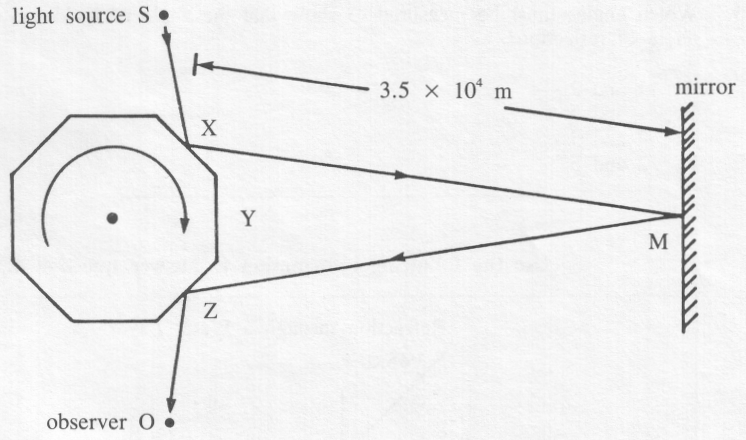 light source S
3.5 × 10⁴ m
mirror
X
Y
M
Z
observer O